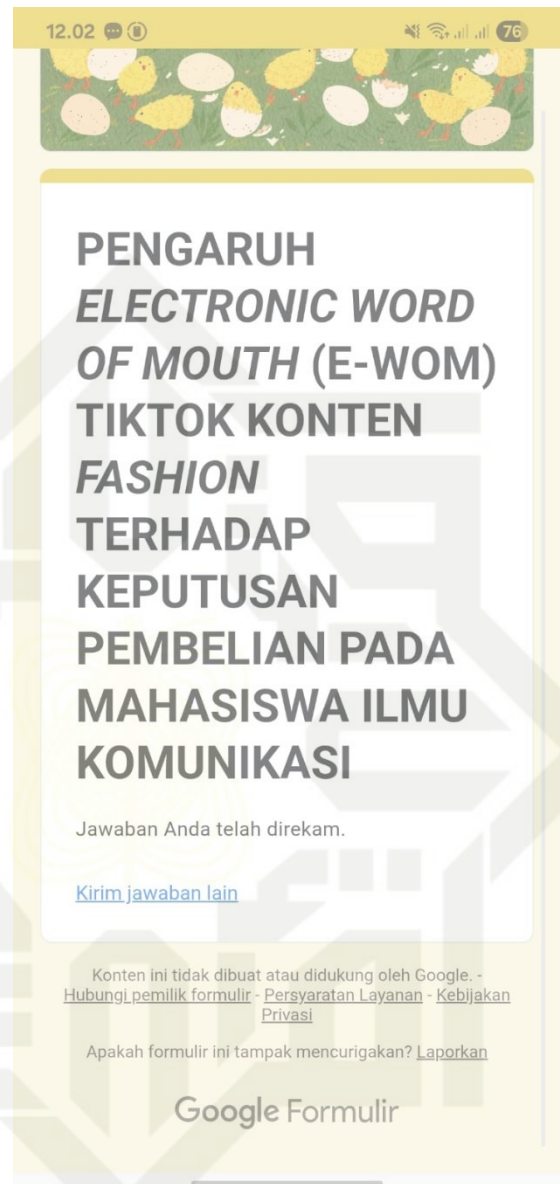 12.02 76
PENGARUH
ELECTRONIC WORD
OF MOUTH (E-WOM)
TIKTOK KONTEN
FASHION
TERHADAP
KEPUTUSAN
PEMBELIAN PADA
MAHASISWA ILMU
KOMUNIKASI
Jawaban Anda telah direkam.
Kirim jawaban lain
Konten ini tidak dibuat atau didukung oleh Google. -
Hubungi pemilik formulir - Persyaratan Layanan - Kebijakan
Privasi
Apakah formulir ini tampak mencurigakan? Laporkan
Google Formulir